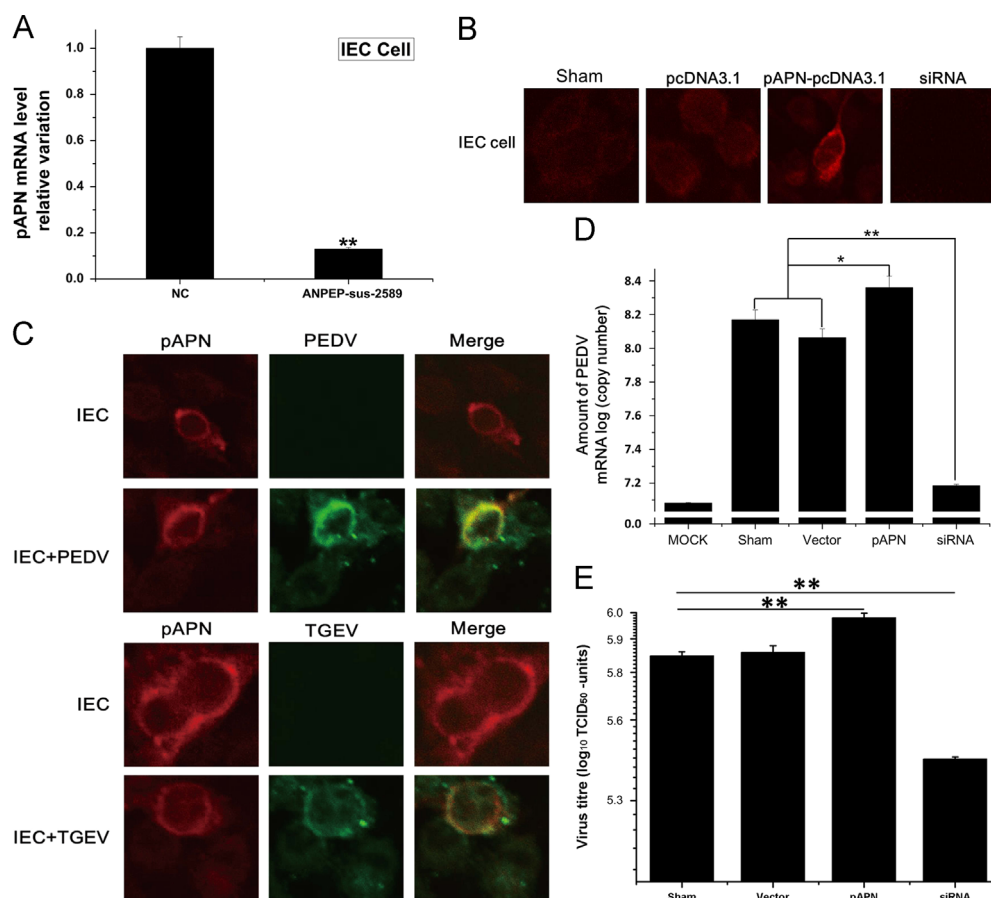 A
IEC Cell
pAPN mRNA level
relative variation
1.0
0.8
0.6
0.4
0.2
0.0
**
NC
ANPEP-sus-2589
B
Sham
pcDNA3.1
pAPN-pcDNA3.1
siRNA
IEC cell
C
pAPN
PEDV
Merge
IEC
IEC+PEDV
pAPN
TGEV
Merge
IEC
IEC+TGEV
D
**
*
Amount of PEDV
mRNA log (copy number)
8.4
8.2
8.0
7.8
7.6
7.4
7.2
0.0
MOCK
Sham
Vector
pAPN
siRNA
E
**
**
Virus titre (log10 TCID50 -units)
6.0
5.9
5.8
5.6
5.3
Sham
Vector
pAPN
siRNA